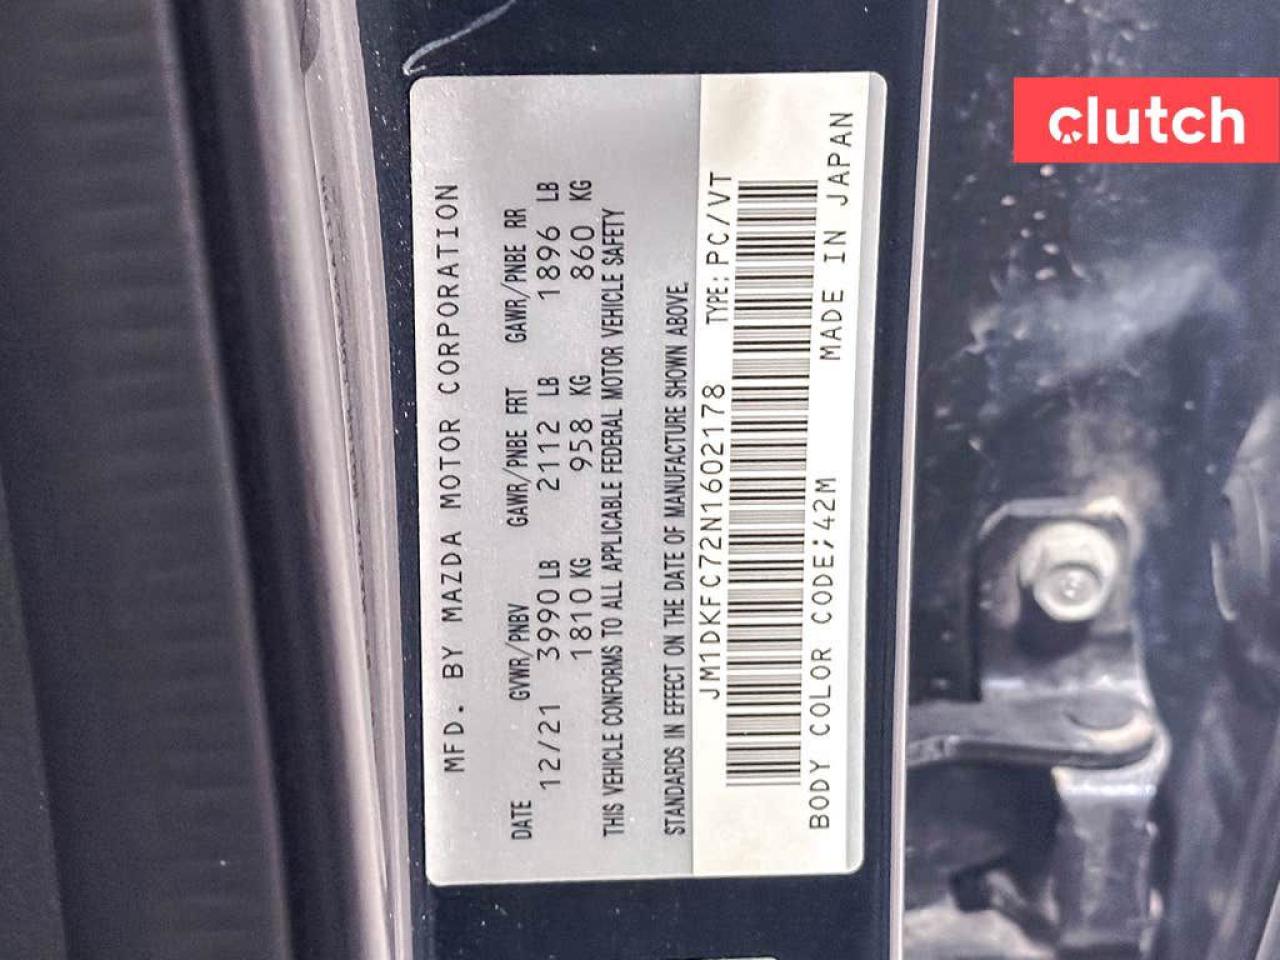 clutch
MFD. BY MAZDA MOTOR CORPORATION
DATE GVWR/PNBV GAWR/PNBE FRT GAWR/PNBE RR
12/21 3990 LB 2112 LB 1896 LB
1810 KG 958 KG 860 KG
THIS VEHICLE CONFORMS TO ALL APPLICABLE FEDERAL MOTOR VEHICLE SAFETY
STANDARDS IN EFFECT ON THE DATE OF MANUFACTURE SHOWN ABOVE.
JM1DKFC72N1602178 TYPE: PC/VT
BODY COLOR CODE;42M MADE IN JAPAN